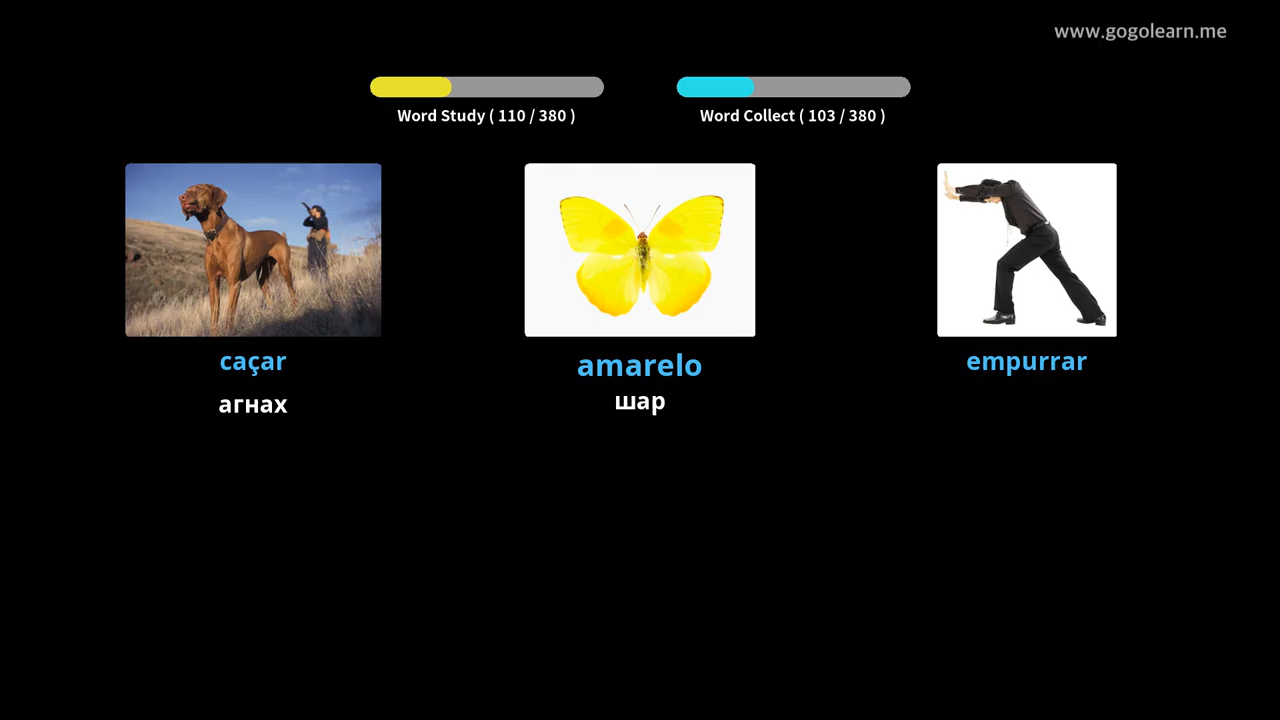 www.gogolearn.me
Word Study ( 110 / 380 )
Word Collect ( 103 / 380 )
caçar
amarelo
empurrar
агнах
шар